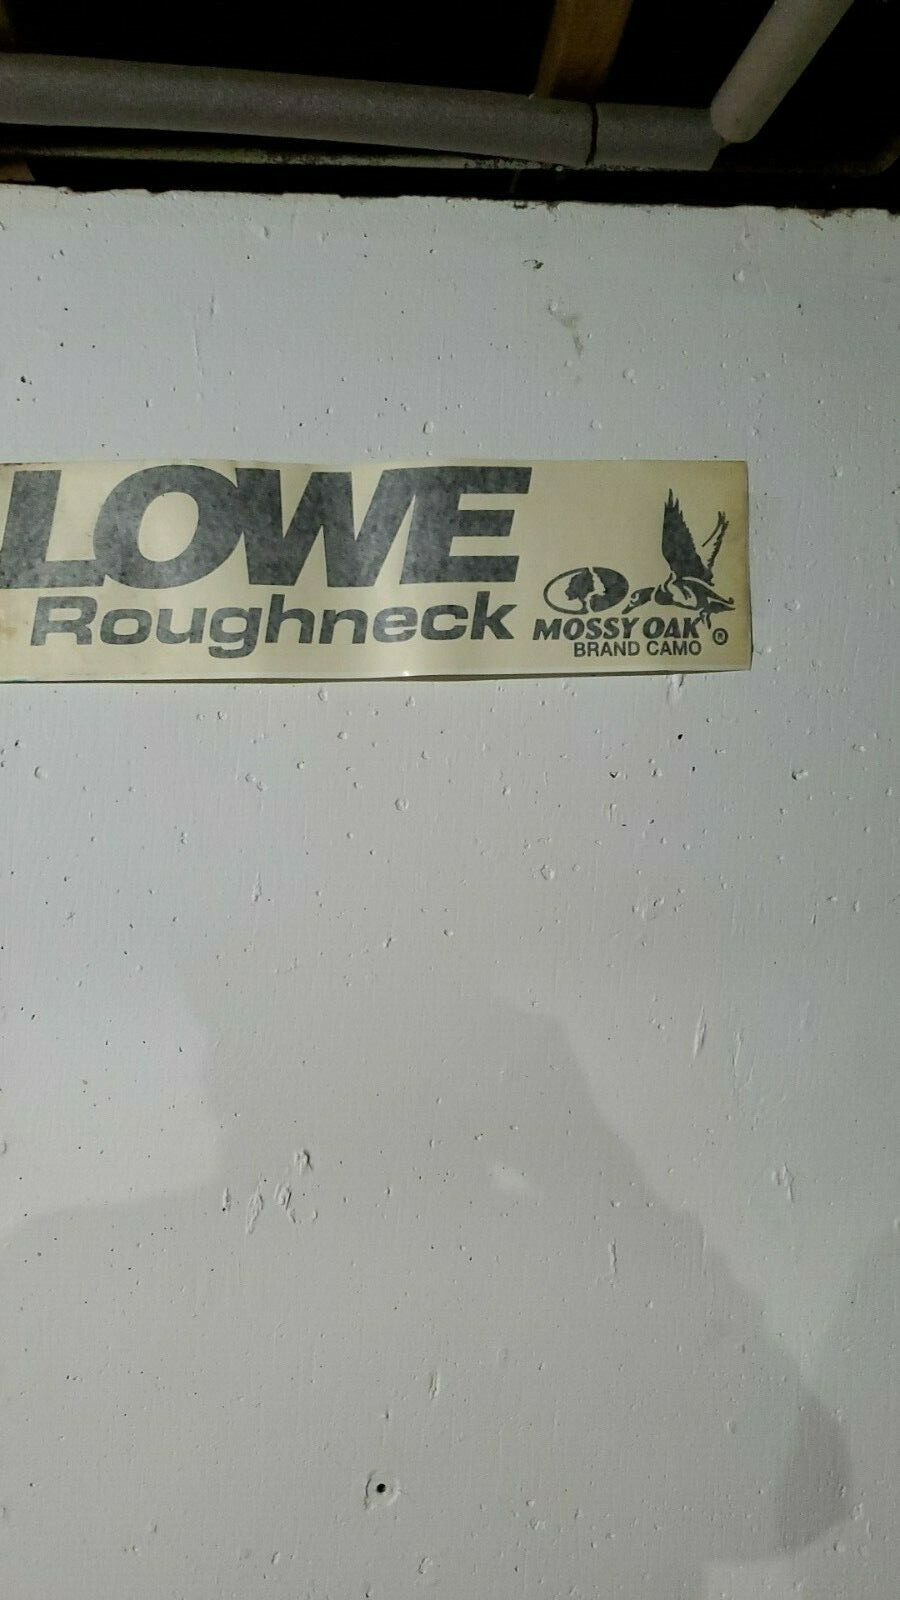 LOWE
Roughneck
MOSSY OAK ®
BRAND CAMO